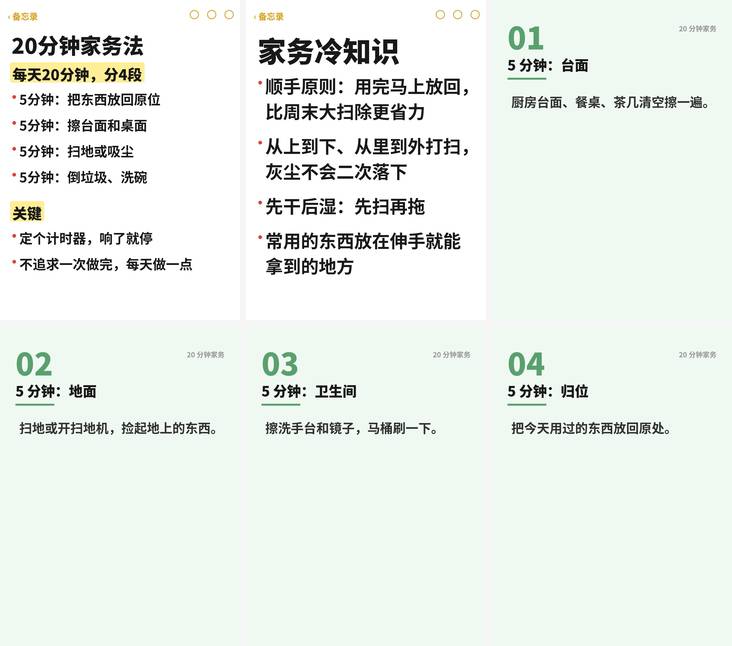 ‹ 备忘录
20分钟家务法
每天20分钟，分4段
5分钟：把东西放回原位
5分钟：擦台面和桌面
5分钟：扫地或吸尘
5分钟：倒垃圾、洗碗
关键
定个计时器，响了就停
不追求一次做完，每天做一点
‹ 备忘录
家务冷知识
顺手原则：用完马上放回，
比周末大扫除更省力
从上到下、从里到外打扫，
灰尘不会二次落下
先干后湿：先扫再拖
常用的东西放在伸手就能
拿到的地方
01
20 分钟家务
5 分钟：台面
厨房台面、餐桌、茶几清空擦一遍。
02
20 分钟家务
5 分钟：地面
扫地或开扫地机，捡起地上的东西。
03
20 分钟家务
5 分钟：卫生间
擦洗手台和镜子，马桶刷一下。
04
20 分钟家务
5 分钟：归位
把今天用过的东西放回原处。